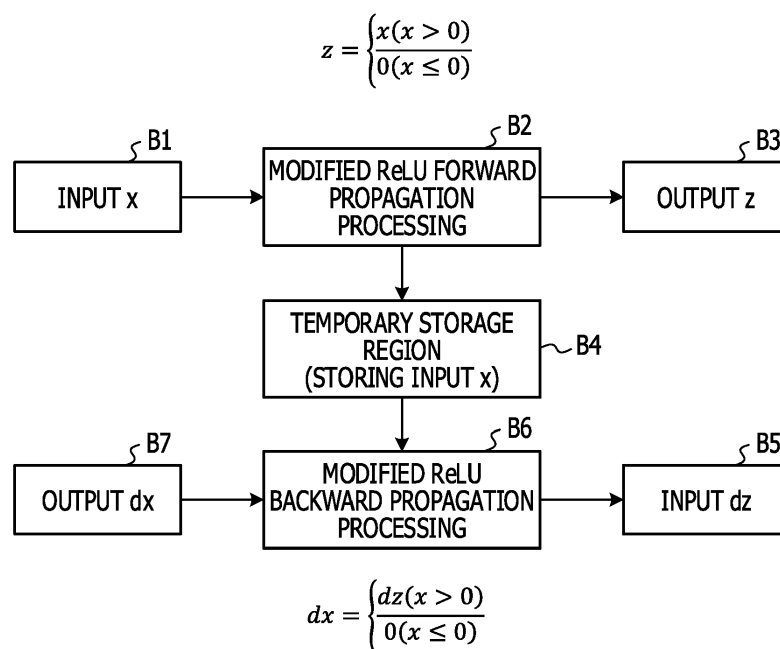 z = { x(x > 0)
0(x ≤ 0)
B1
B2
B3
INPUT x
MODIFIED ReLU FORWARD
PROPAGATION
PROCESSING
OUTPUT z
TEMPORARY STORAGE
REGION
(STORING INPUT x)
B4
B7
B6
B5
OUTPUT dx
MODIFIED ReLU
BACKWARD PROPAGATION
PROCESSING
INPUT dz
dx = { dz(x > 0)
0(x ≤ 0)